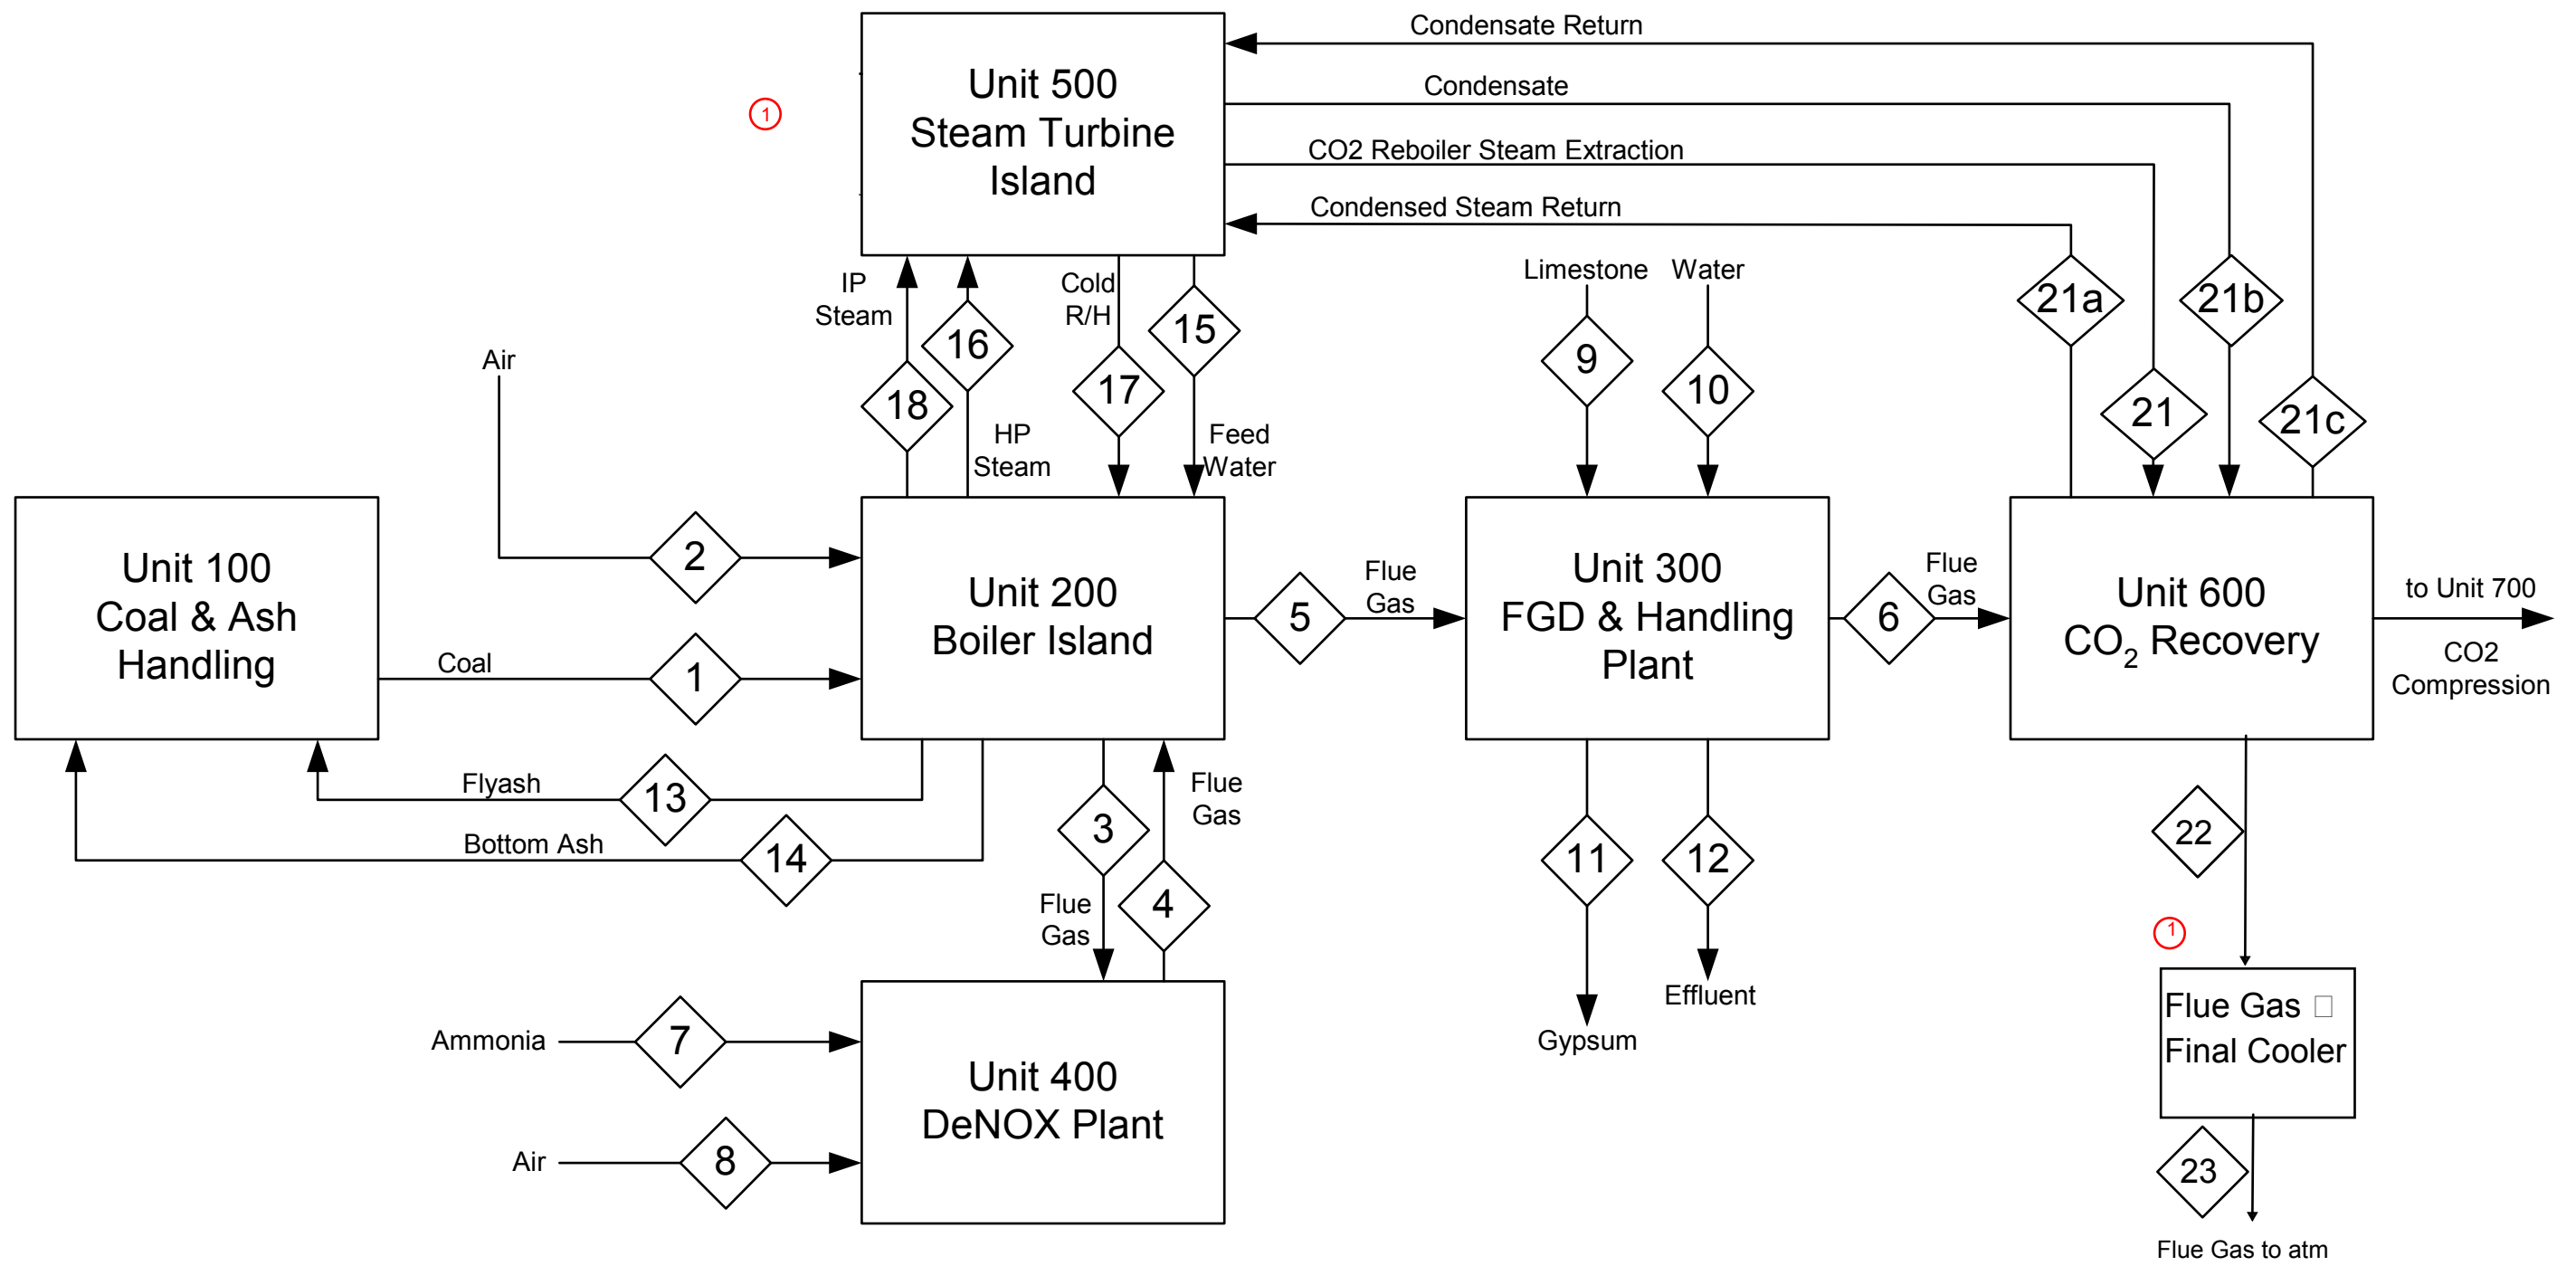 Condensate Return
Condensate
CO2 Reboiler Steam Extraction
Condensed Steam Return
Unit 500
Steam Turbine
Island
1
IP
Steam
18
16
HP
Steam
Cold
R/H
17
15
Feed
Water
Limestone
Water
9
10
21a
21
21b
21c
Air
2
Unit 100
Coal & Ash
Handling
Coal
1
Unit 200
Boiler Island
5
Flue
Gas
Unit 300
FGD & Handling
Plant
6
Flue
Gas
Unit 600
CO2 Recovery
to Unit 700
CO2
Compression
Flyash
13
Bottom Ash
14
3
Flue
Gas
4
Flue
Gas
11
12
Gypsum
Effluent
22
1
Flue Gas
Final Cooler
23
Flue Gas to atm
Ammonia
7
Air
8
Unit 400
DeNOX Plant